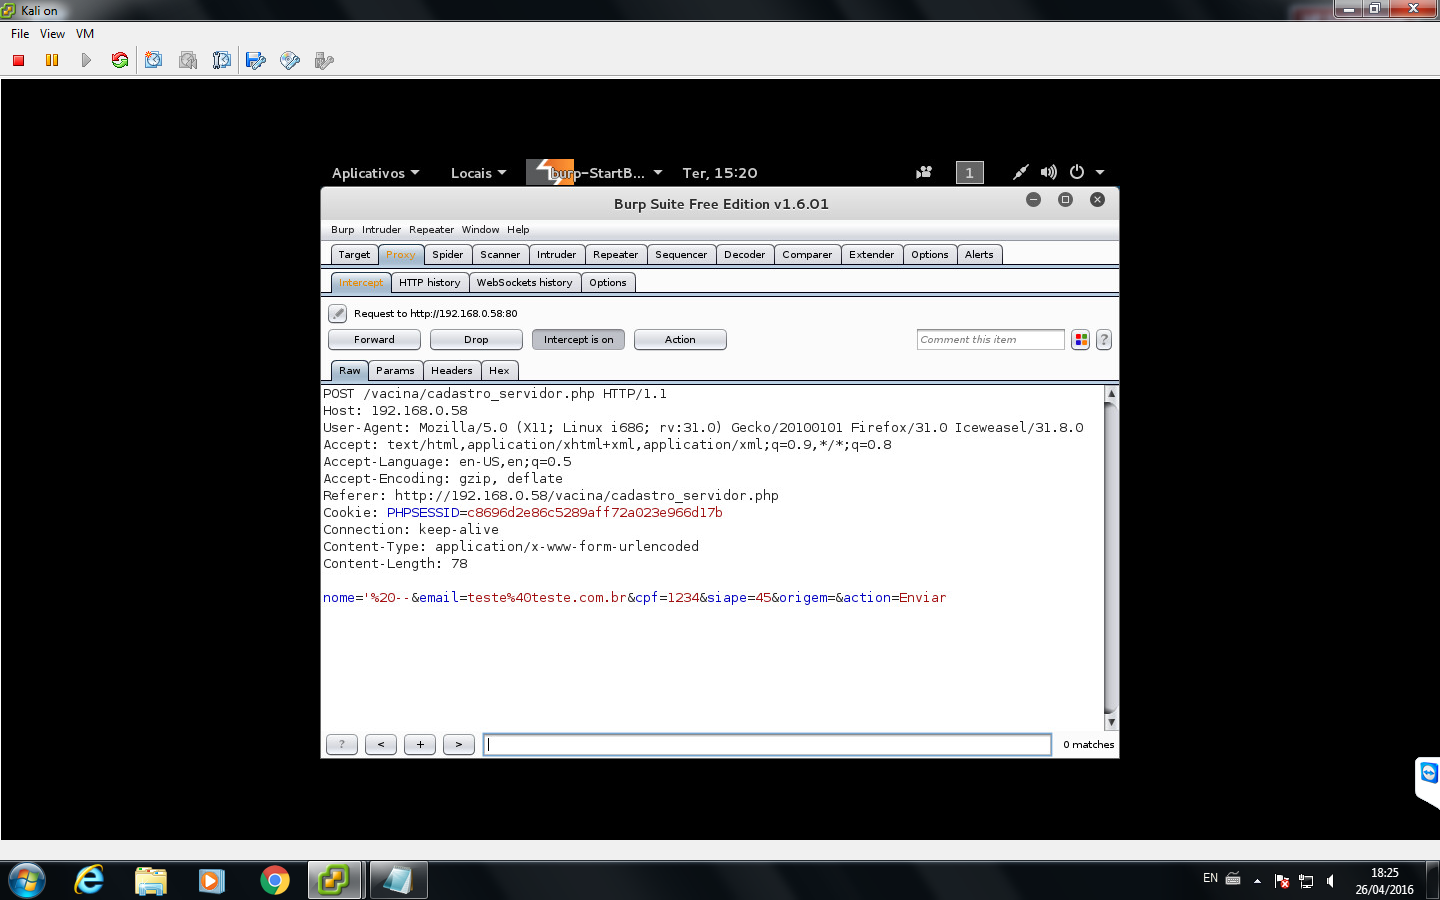 Kali on
File View VM
Aplicativos Locais burp-StartB... Ter, 15:20 1
Burp Suite Free Edition v1.6.01
Burp Intruder Repeater Window Help
Target Proxy Spider Scanner Intruder Repeater Sequencer Decoder Comparer Extender Options Alerts
Intercept HTTP history WebSockets history Options
Request to http://192.168.0.58:80
Forward Drop Intercept is on Action Comment this item ?
Raw Params Headers Hex
POST /vacina/cadastro_servidor.php HTTP/1.1
Host: 192.168.0.58
User-Agent: Mozilla/5.0 (X11; Linux i686; rv:31.0) Gecko/20100101 Firefox/31.0 Iceweasel/31.8.0
Accept: text/html,application/xhtml+xml,application/xml;q=0.9,*/*;q=0.8
Accept-Language: en-US,en;q=0.5
Accept-Encoding: gzip, deflate
Referer: http://192.168.0.58/vacina/cadastro_servidor.php
Cookie: PHPSESSID=c8696d2e86c5289aff72a023e966d17b
Connection: keep-alive
Content-Type: application/x-www-form-urlencoded
Content-Length: 78
nome='%20--&email=teste%40teste.com.br&cpf=1234&siape=45&origem=&action=Enviar
? < + > 0 matches
EN 18:25
26/04/2016